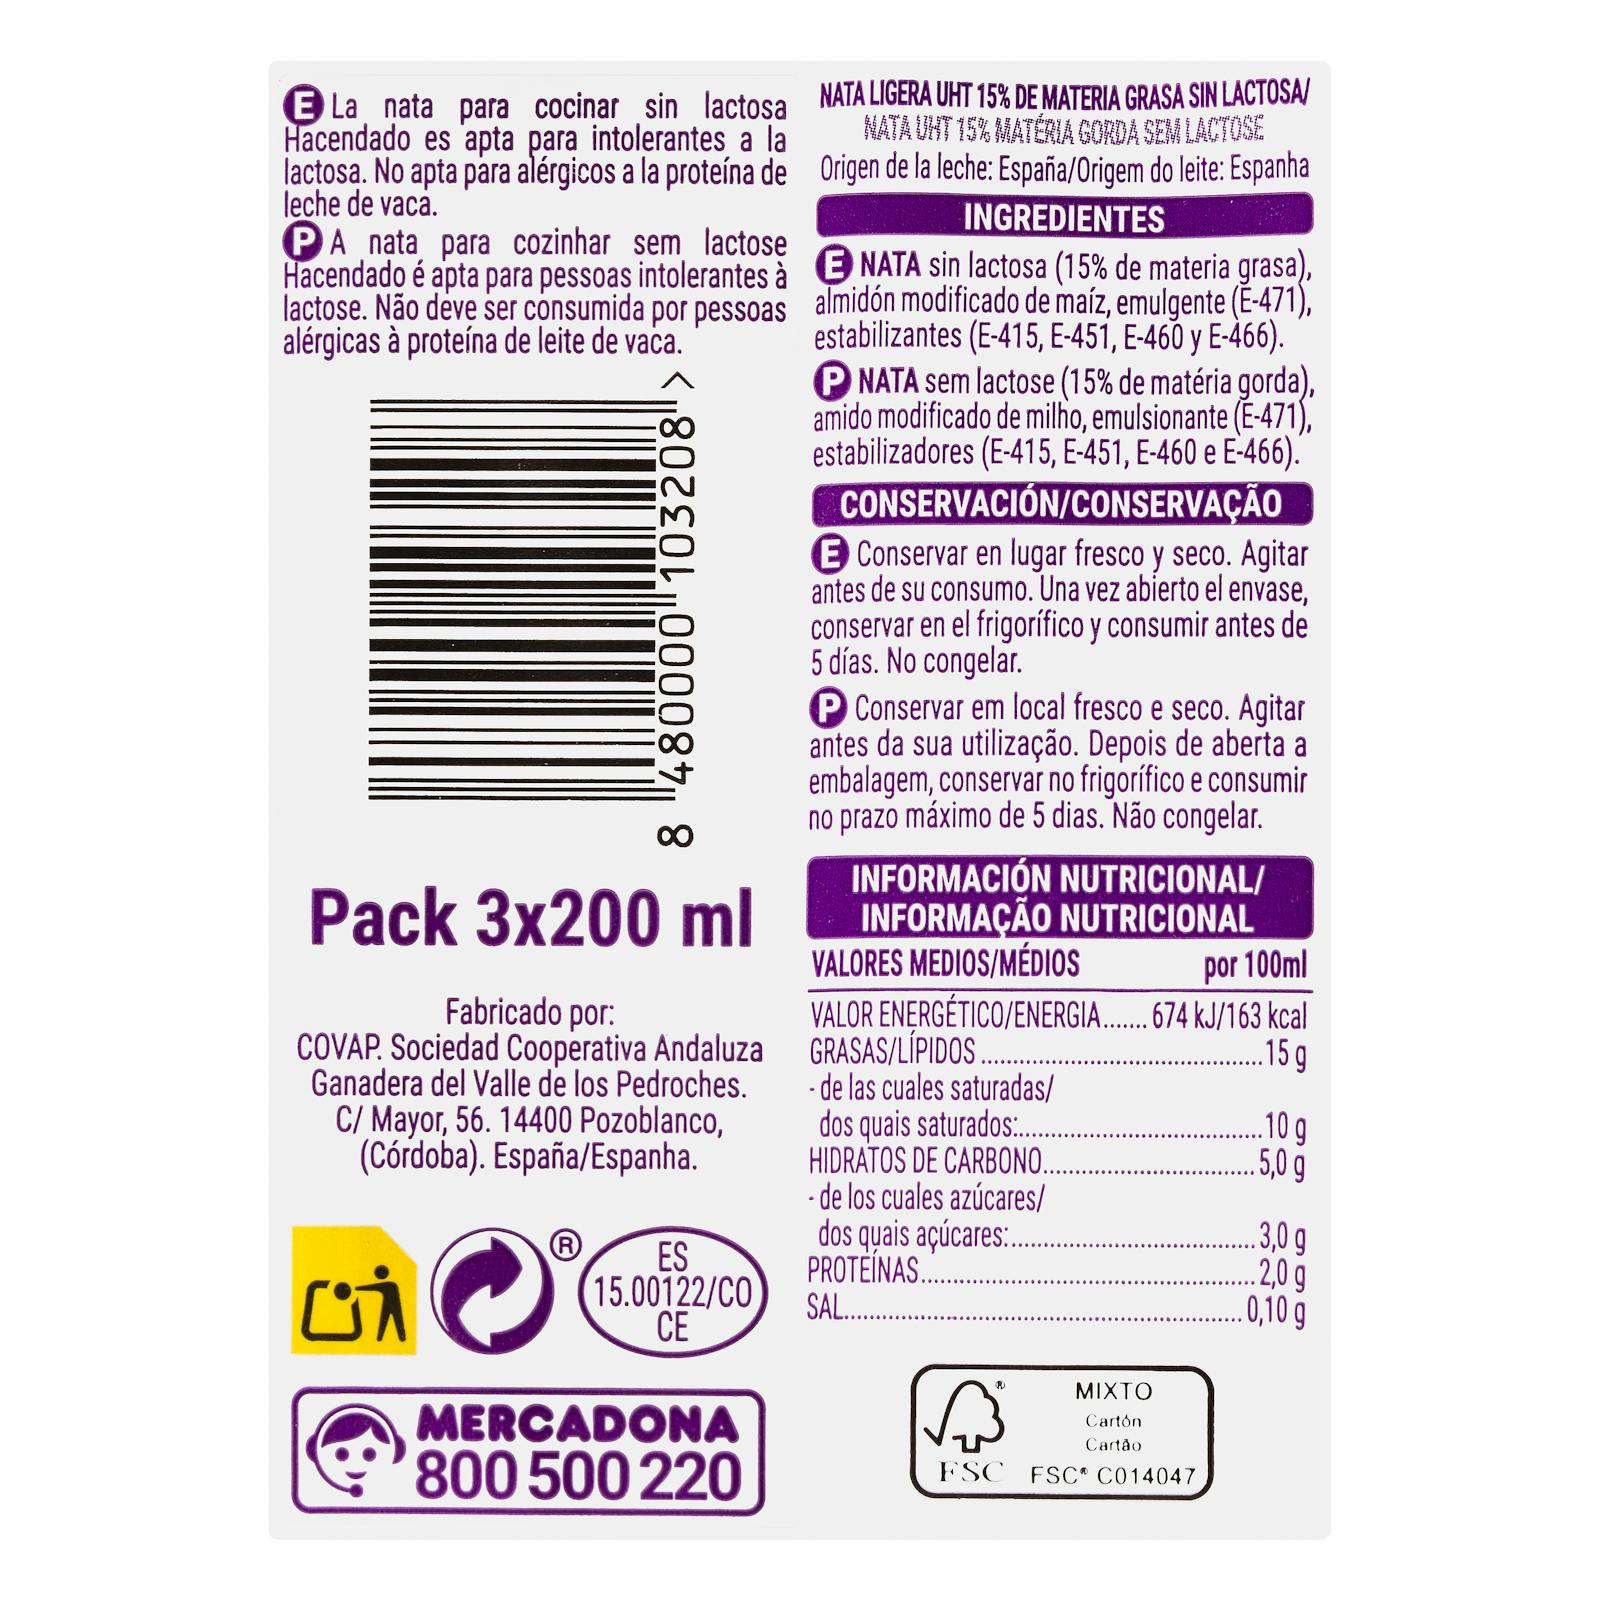 E La nata para cocinar sin lactosa
Hacendado es apta para intolerantes a la
lactosa. No apta para alérgicos a la proteína de
leche de vaca.
P A nata para cozinhar sem lactose
Hacendado é apta para pessoas intolerantes à
lactose. Não deve ser consumida por pessoas
alérgicas à proteína de leite de vaca.
8 480000 103208 >
Pack 3x200 ml
Fabricado por:
COVAP. Sociedad Cooperativa Andaluza
Ganadera del Valle de los Pedroches.
C/ Mayor, 56. 14400 Pozoblanco,
(Córdoba). España/Espanha.
®
ES
15.00122/CO
CE
MERCADONA
800 500 220
NATA LIGERA UHT 15% DE MATERIA GRASA SIN LACTOSA/
NATA UHT 15% MATÉRIA GORDA SEM LACTOSE
Origen de la leche: España/Origem do leite: Espanha
INGREDIENTES
E NATA sin lactosa (15% de materia grasa),
almidón modificado de maíz, emulgente (E-471),
estabilizantes (E-415, E-451, E-460 y E-466).
P NATA sem lactose (15% de matéria gorda),
amido modificado de milho, emulsionante (E-471),
estabilizadores (E-415, E-451, E-460 e E-466).
CONSERVACIÓN/CONSERVAÇÃO
E Conservar en lugar fresco y seco. Agitar
antes de su consumo. Una vez abierto el envase,
conservar en el frigorífico y consumir antes de
5 días. No congelar.
P Conservar em local fresco e seco. Agitar
antes da sua utilização. Depois de aberta a
embalagem, conservar no frigorífico e consumir
no prazo máximo de 5 dias. Não congelar.
INFORMACIÓN NUTRICIONAL/
INFORMAÇÃO NUTRICIONAL
VALORES MEDIOS/MÉDIOS por 100ml
VALOR ENERGÉTICO/ENERGIA....... 674 kJ/163 kcal
GRASAS/LÍPIDOS ............................................. 15 g
- de las cuales saturadas/
dos quais saturados:....................................... 10 g
HIDRATOS DE CARBONO.................................. 5,0 g
- de los cuales azúcares/
dos quais açúcares:....................................... 3,0 g
PROTEÍNAS..................................................... 2,0 g
SAL................................................................ 0,10 g
®
FSC
MIXTO
Cartón
Cartão
FSC® C014047